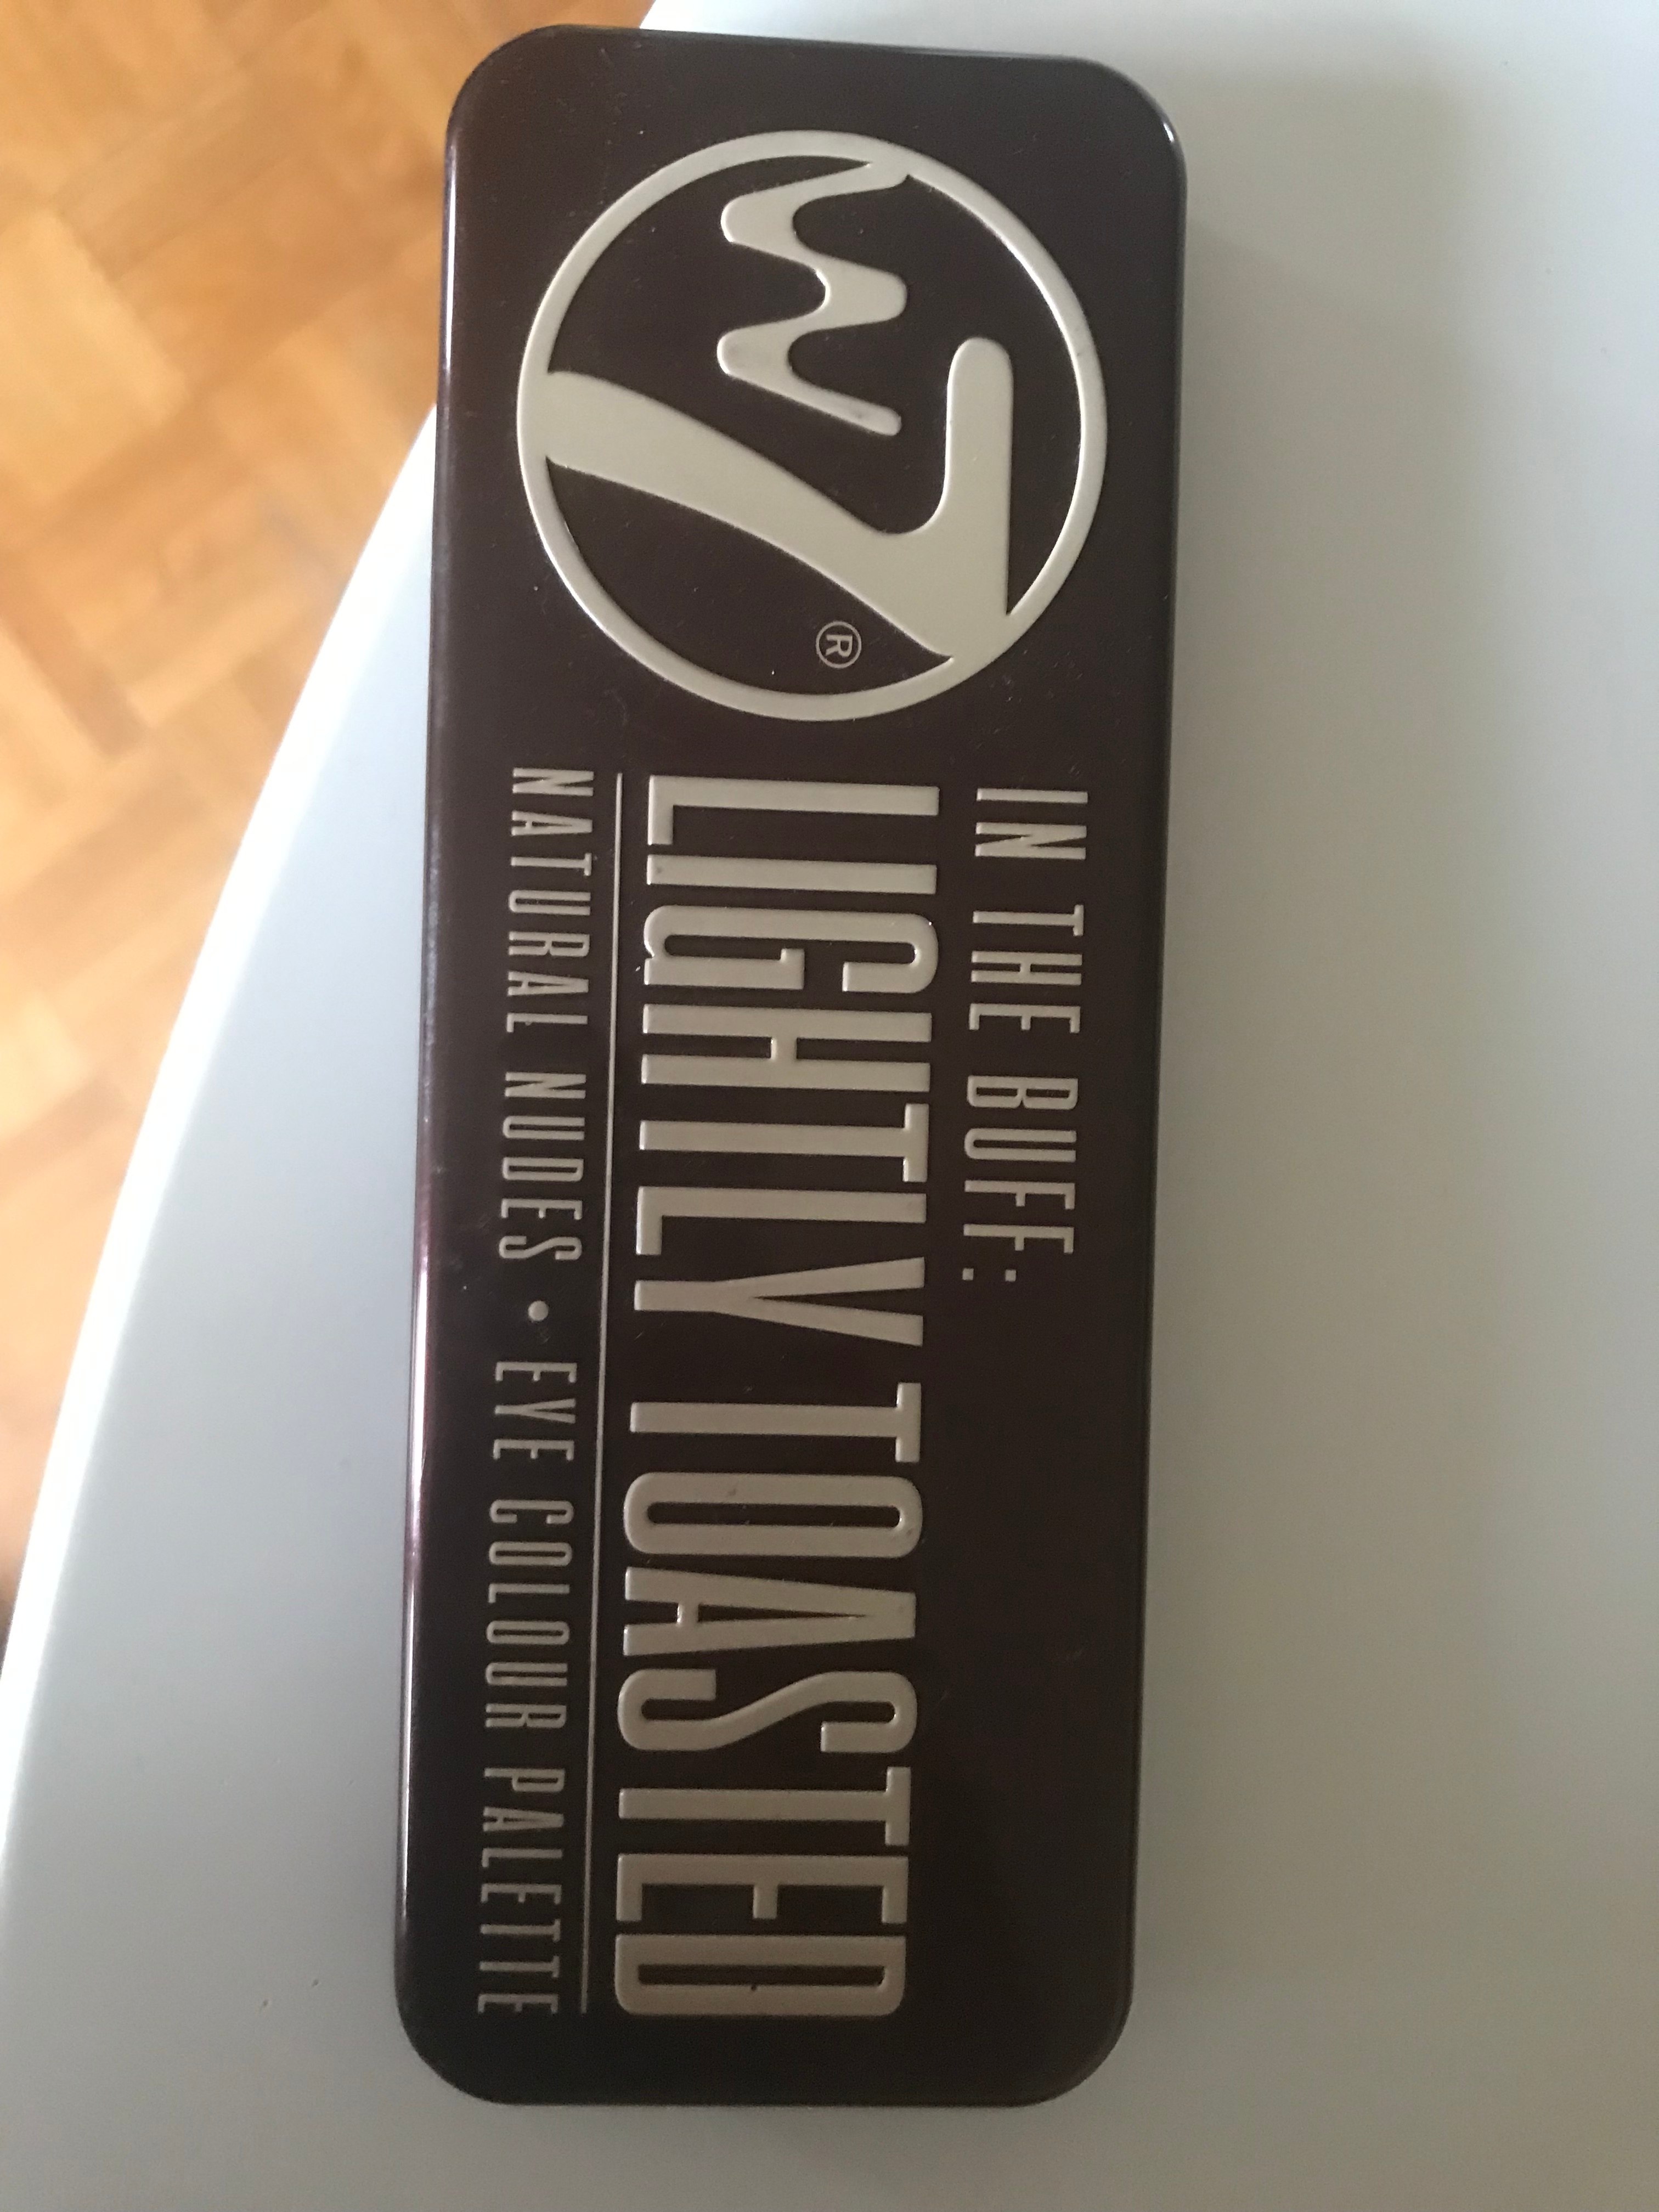 W7®
IN THE BUFF:
LIGHTLY TOASTED
NATURAL NUDES • EYE COLOUR PALETTE